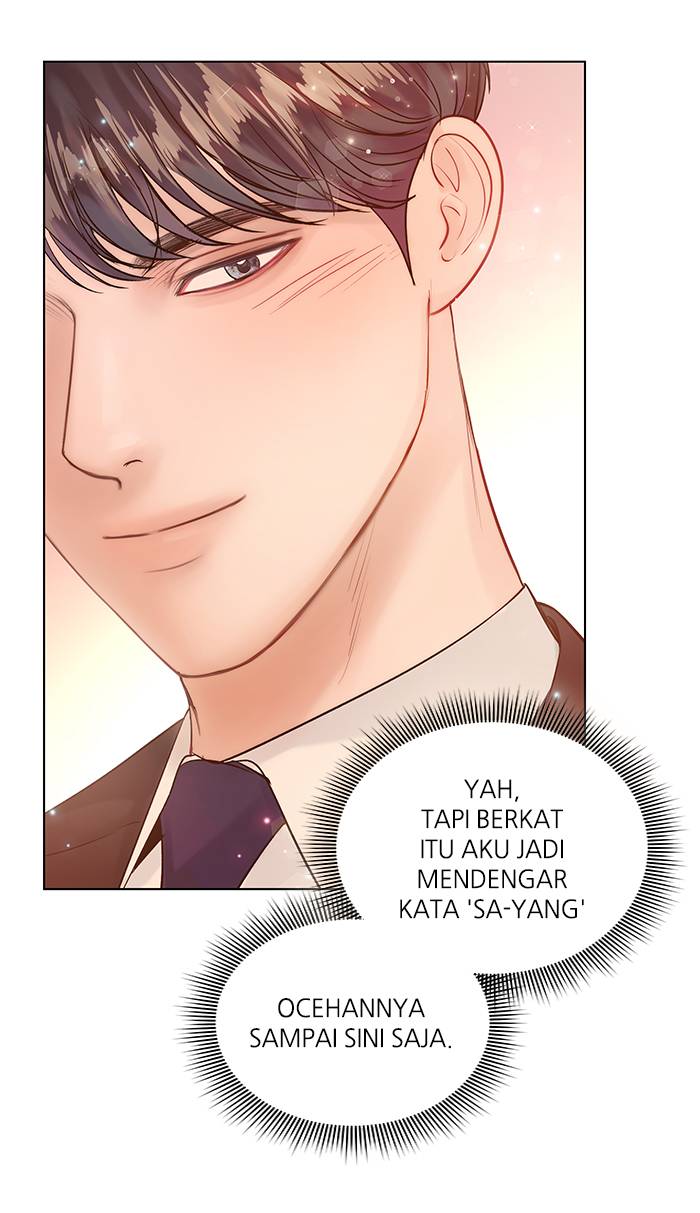 YAH,
TAPI BERKAT
ITU AKU JADI
MENDENGAR
KATA 'SA-YANG'
OCEHANNYA
SAMPAI SINI SAJA.